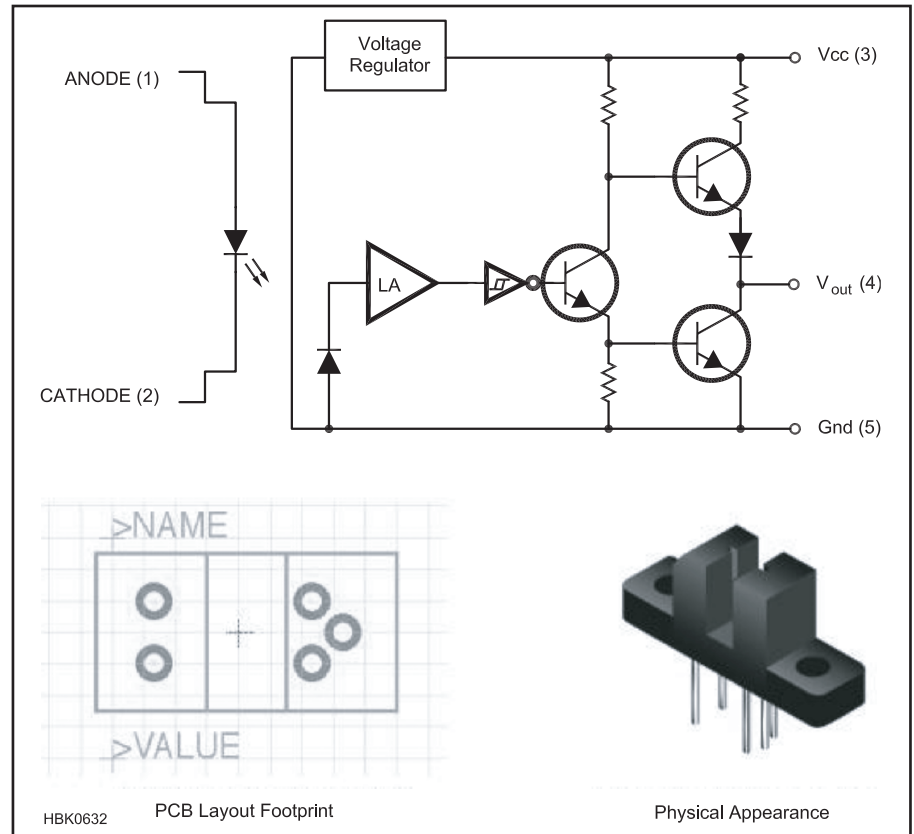 Voltage
Regulator
Vcc (3)
ANODE (1)
LA
Vout (4)
CATHODE (2)
Gnd (5)
>NAME
>VALUE
HBK0632
PCB Layout Footprint
Physical Appearance